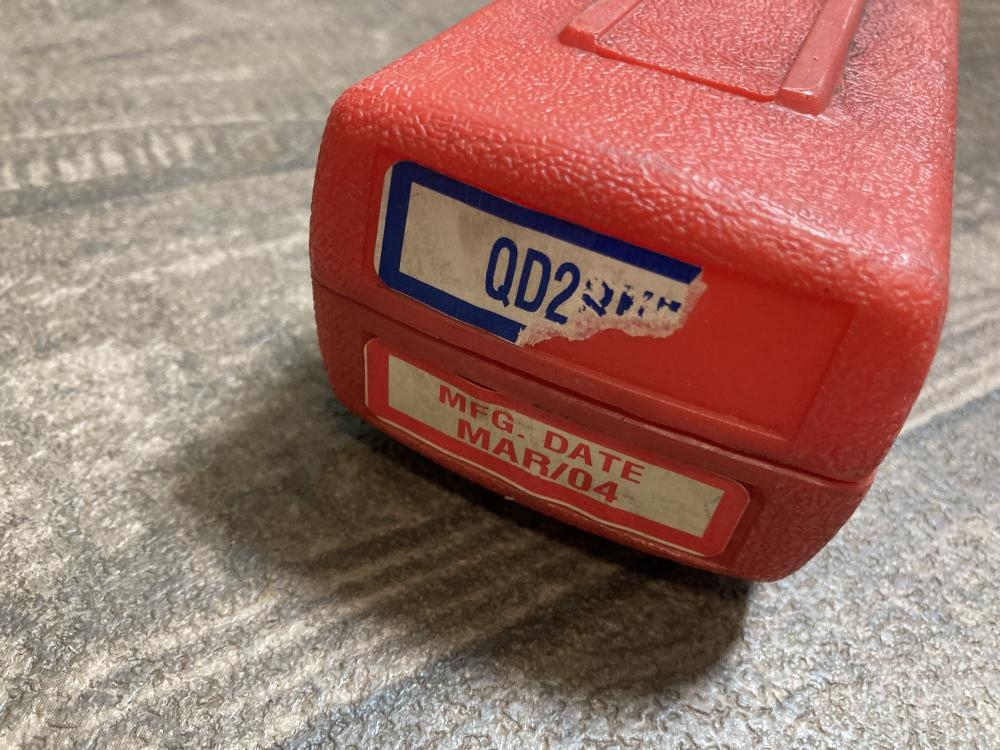 QD2
MFG. DATE
MAR/04